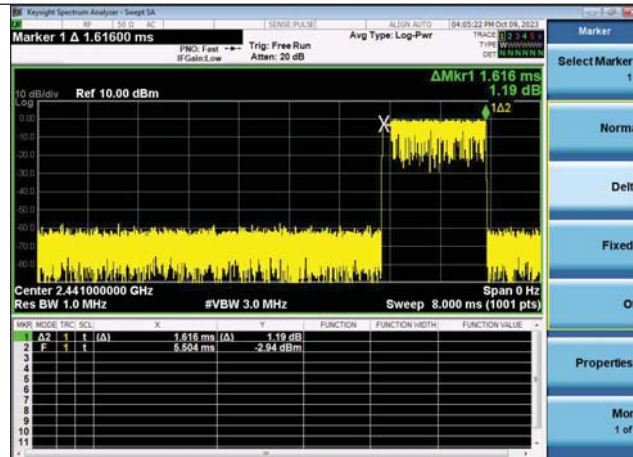 Keysight Spectrum Analyzer - Swept SA
RF 50 Ω AC SENSE:PULSE ALIGN AUTO 04:05:22 PM Oct 09, 2023
Marker 1 Δ 1.61600 ms
PNO: Fast
IFGain:Low
Trig: Free Run
Atten: 20 dB
Avg Type: Log-Pwr
TRACE 1 2 3 4 5 6
TYPE WWWWWW
DET NNNNNN
ΔMkr1 1.616 ms
1.19 dB
10 dB/div Ref 10.00 dBm
Log
1Δ2
0.00
-10.0
-20.0
-30.0
-40.0
-50.0
-60.0
-70.0
-80.0
Center 2.441000000 GHz Span 0 Hz
Res BW 1.0 MHz #VBW 3.0 MHz Sweep 8.000 ms (1001 pts)
MKR MODE TRC SCL X Y FUNCTION FUNCTION WIDTH FUNCTION VALUE
1 Δ2 1 t (Δ) 1.616 ms (Δ) 1.19 dB
2 F 1 t 5.504 ms -2.94 dBm
3
4
5
6
7
8
9
10
11
Marker
Select Marker
1
Norma
Delt
Fixed
O
Properties
Mor
1 of